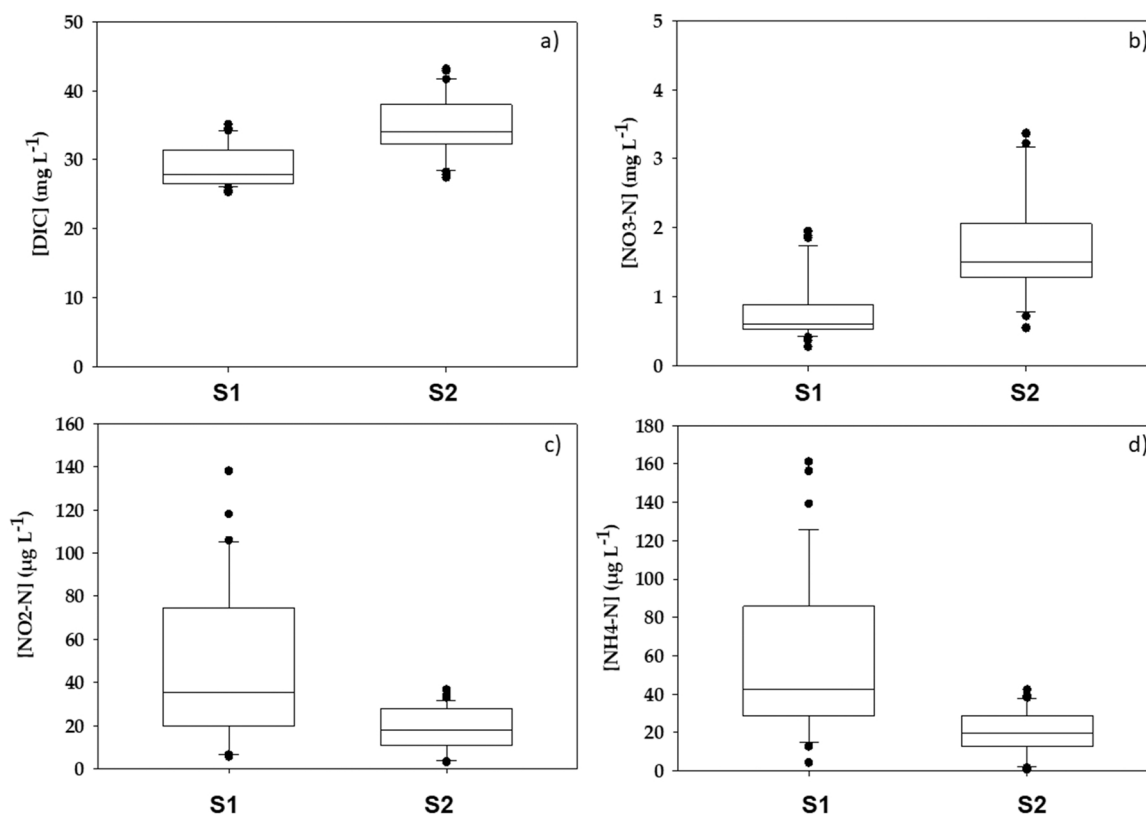 a)
50
40
30
20
10
0
[DIC] (mg L⁻¹)
S1 S2
b)
5
4
3
2
1
0
[NO3-N] (mg L⁻¹)
S1 S2
c)
160
140
120
100
80
60
40
20
0
[NO2-N] (µg L⁻¹)
S1 S2
d)
180
160
140
120
100
80
60
40
20
0
[NH4-N] (µg L⁻¹)
S1 S2